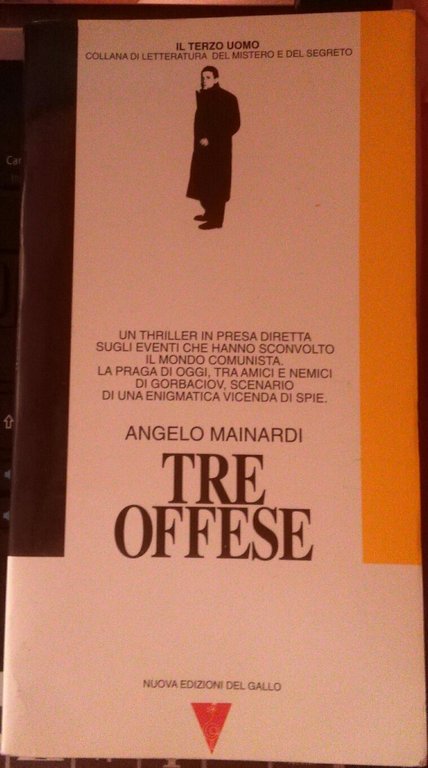 IL TERZO UOMO
COLLANA DI LETTERATURA DEL MISTERO E DEL SEGRETO
UN THRILLER IN PRESA DIRETTA
SUGLI EVENTI CHE HANNO SCONVOLTO
IL MONDO COMUNISTA.
LA PRAGA DI OGGI, TRA AMICI E NEMICI
DI GORBACIOV, SCENARIO
DI UNA ENIGMATICA VICENDA DI SPIE.
ANGELO MAINARDI
TRE
OFFESE
NUOVA EDIZIONI DEL GALLO